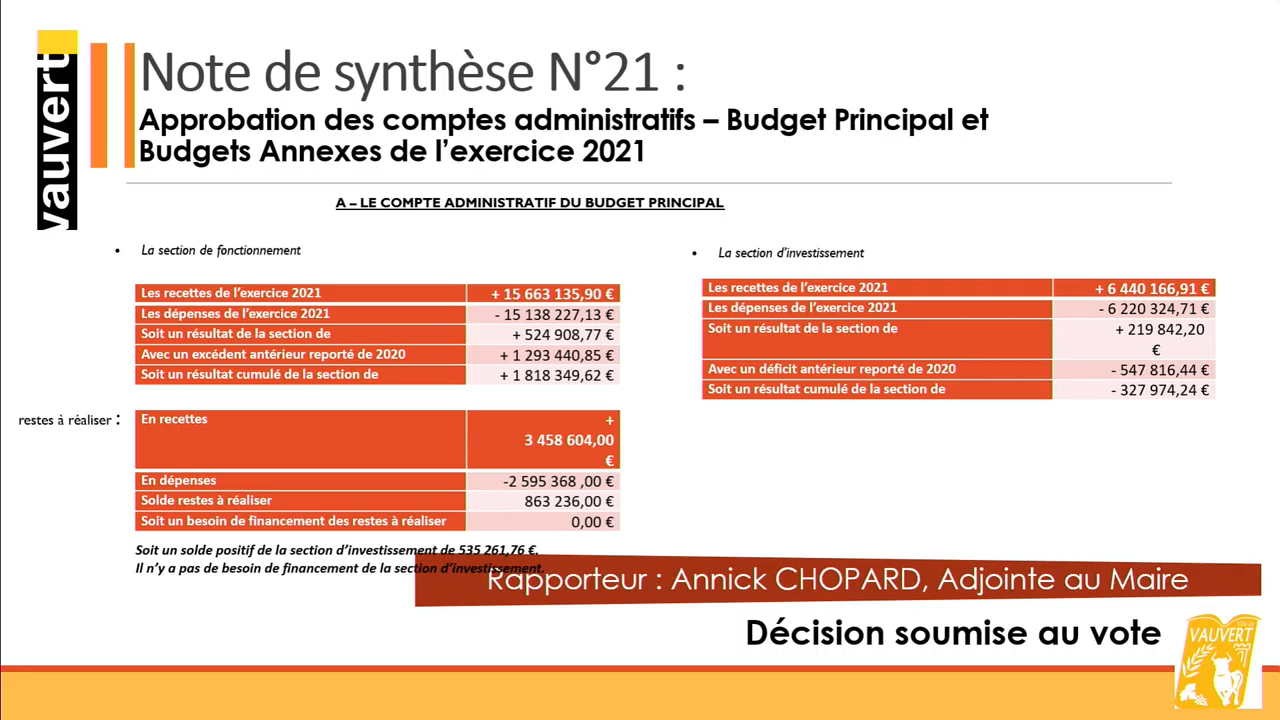 vauvert
Note de synthèse N°21 :
Approbation des comptes administratifs – Budget Principal et
Budgets Annexes de l’exercice 2021
A – LE COMPTE ADMINISTRATIF DU BUDGET PRINCIPAL
• La section de fonctionnement
Les recettes de l’exercice 2021 + 15 663 135,90 €
Les dépenses de l’exercice 2021 - 15 138 227,13 €
Soit un résultat de la section de + 524 908,77 €
Avec un excédent antérieur reporté de 2020 + 1 293 440,85 €
Soit un résultat cumulé de la section de + 1 818 349,62 €
• La section d’investissement
Les recettes de l’exercice 2021 + 6 440 166,91 €
Les dépenses de l’exercice 2021 - 6 220 324,71 €
Soit un résultat de la section de + 219 842,20
€
Avec un déficit antérieur reporté de 2020 - 547 816,44 €
Soit un résultat cumulé de la section de - 327 974,24 €
restes à réaliser :
En recettes +
3 458 604,00
€
En dépenses -2 595 368 ,00 €
Solde restes à réaliser 863 236,00 €
Soit un besoin de financement des restes à réaliser 0,00 €
Soit un solde positif de la section d’investissement de 535 261,76 €.
Il n’y a pas de besoin de financement de la section d’investissement.
Rapporteur : Annick CHOPARD, Adjointe au Maire
Décision soumise au vote
VAUVERT